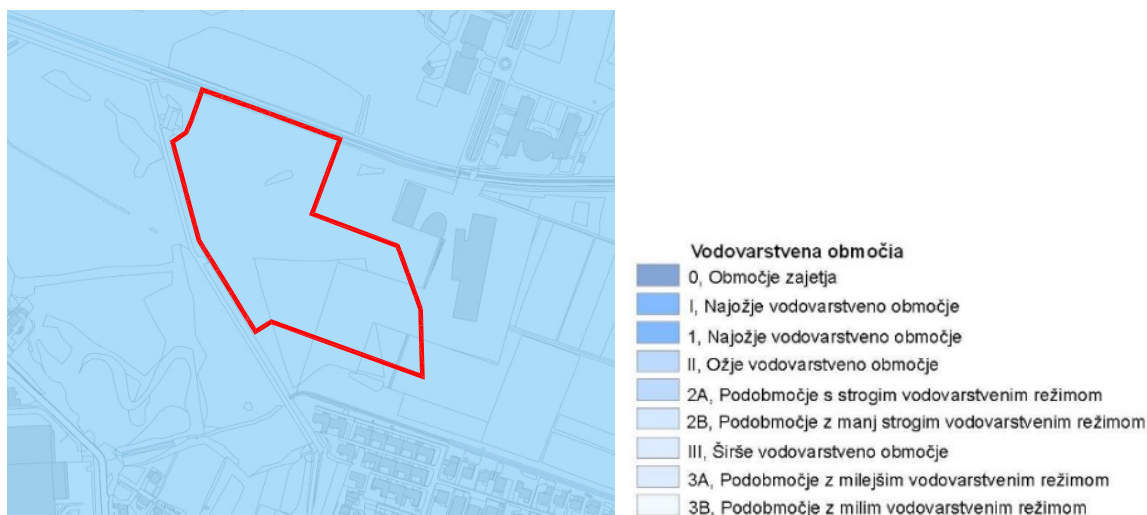 Vodovarstvena območja
0, Območje zajetja
I, Najožje vodovarstveno območje
1, Najožje vodovarstveno območje
II, Ožje vodovarstveno območje
2A, Podobmočje s strogim vodovarstvenim režimom
2B, Podobmočje z manj strogim vodovarstvenim režimom
III, Širše vodovarstveno območje
3A, Podobmočje z milejšim vodovarstvenim režimom
3B, Podobmočje z milim vodovarstvenim režimom